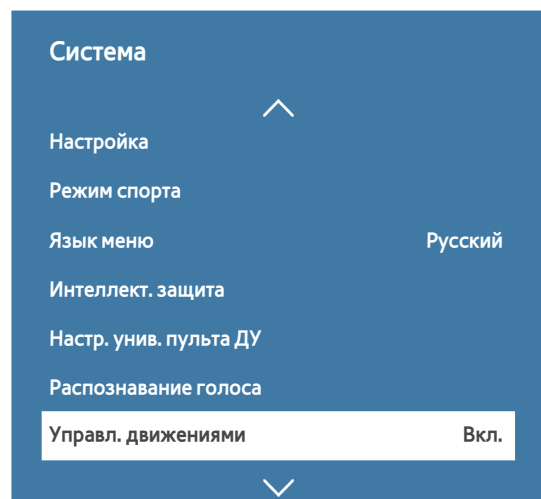 Система
Настройка
Режим спорта
Язык меню Русский
Интеллект. защита
Настр. унив. пульта ДУ
Распознавание голоса
Управл. движениями Вкл.